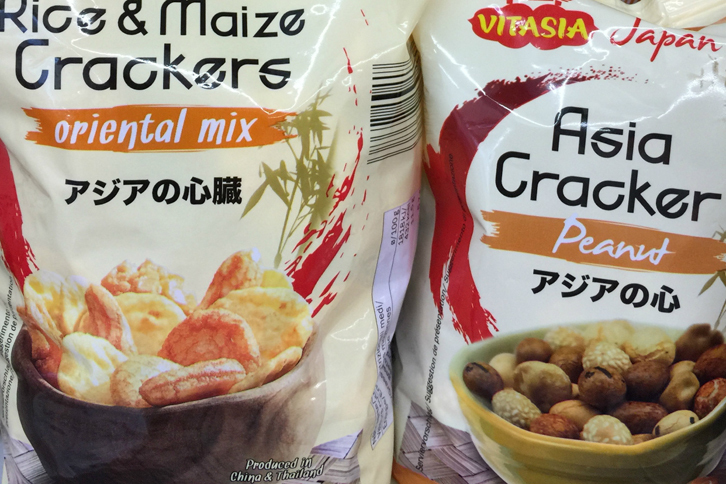 Rice & Maize
Crackers
oriental mix
アジアの心臓
Produced in
China & Thailand
VITASIA
Japan
Asia
Cracker
Peanut
アジアの心